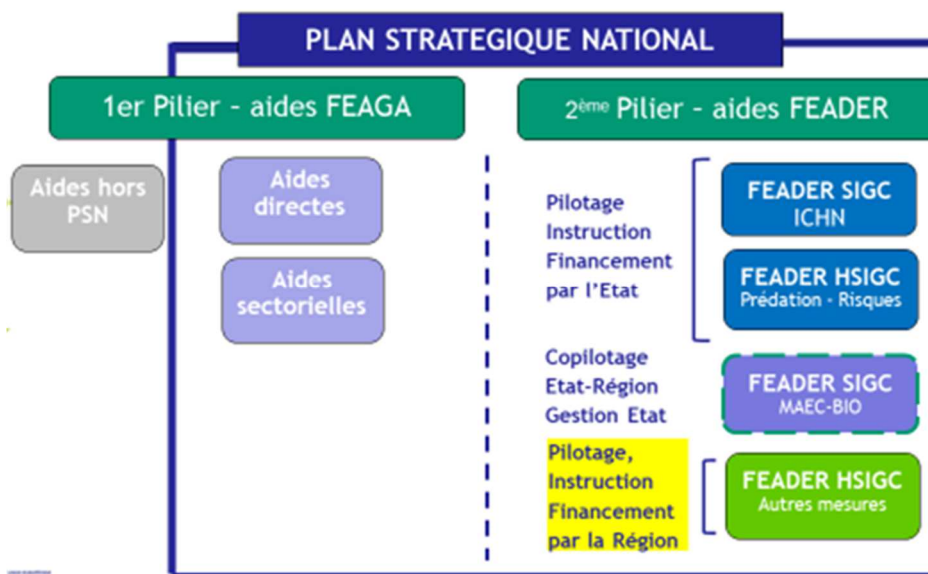 PLAN STRATEGIQUE NATIONAL
1er Pilier – aides FEAGA
2ème Pilier – aides FEADER
Aides hors
PSN
Aides
directes
Aides
sectorielles
Pilotage
Instruction
Financement
par l'Etat
FEADER SIGC
ICHN
FEADER HSIGC
Prédation - Risques
Copilotage
Etat-Région
Gestion Etat
FEADER SIGC
MAEC-BIO
Pilotage,
Instruction
Financement
par la Région
FEADER HSIGC
Autres mesures